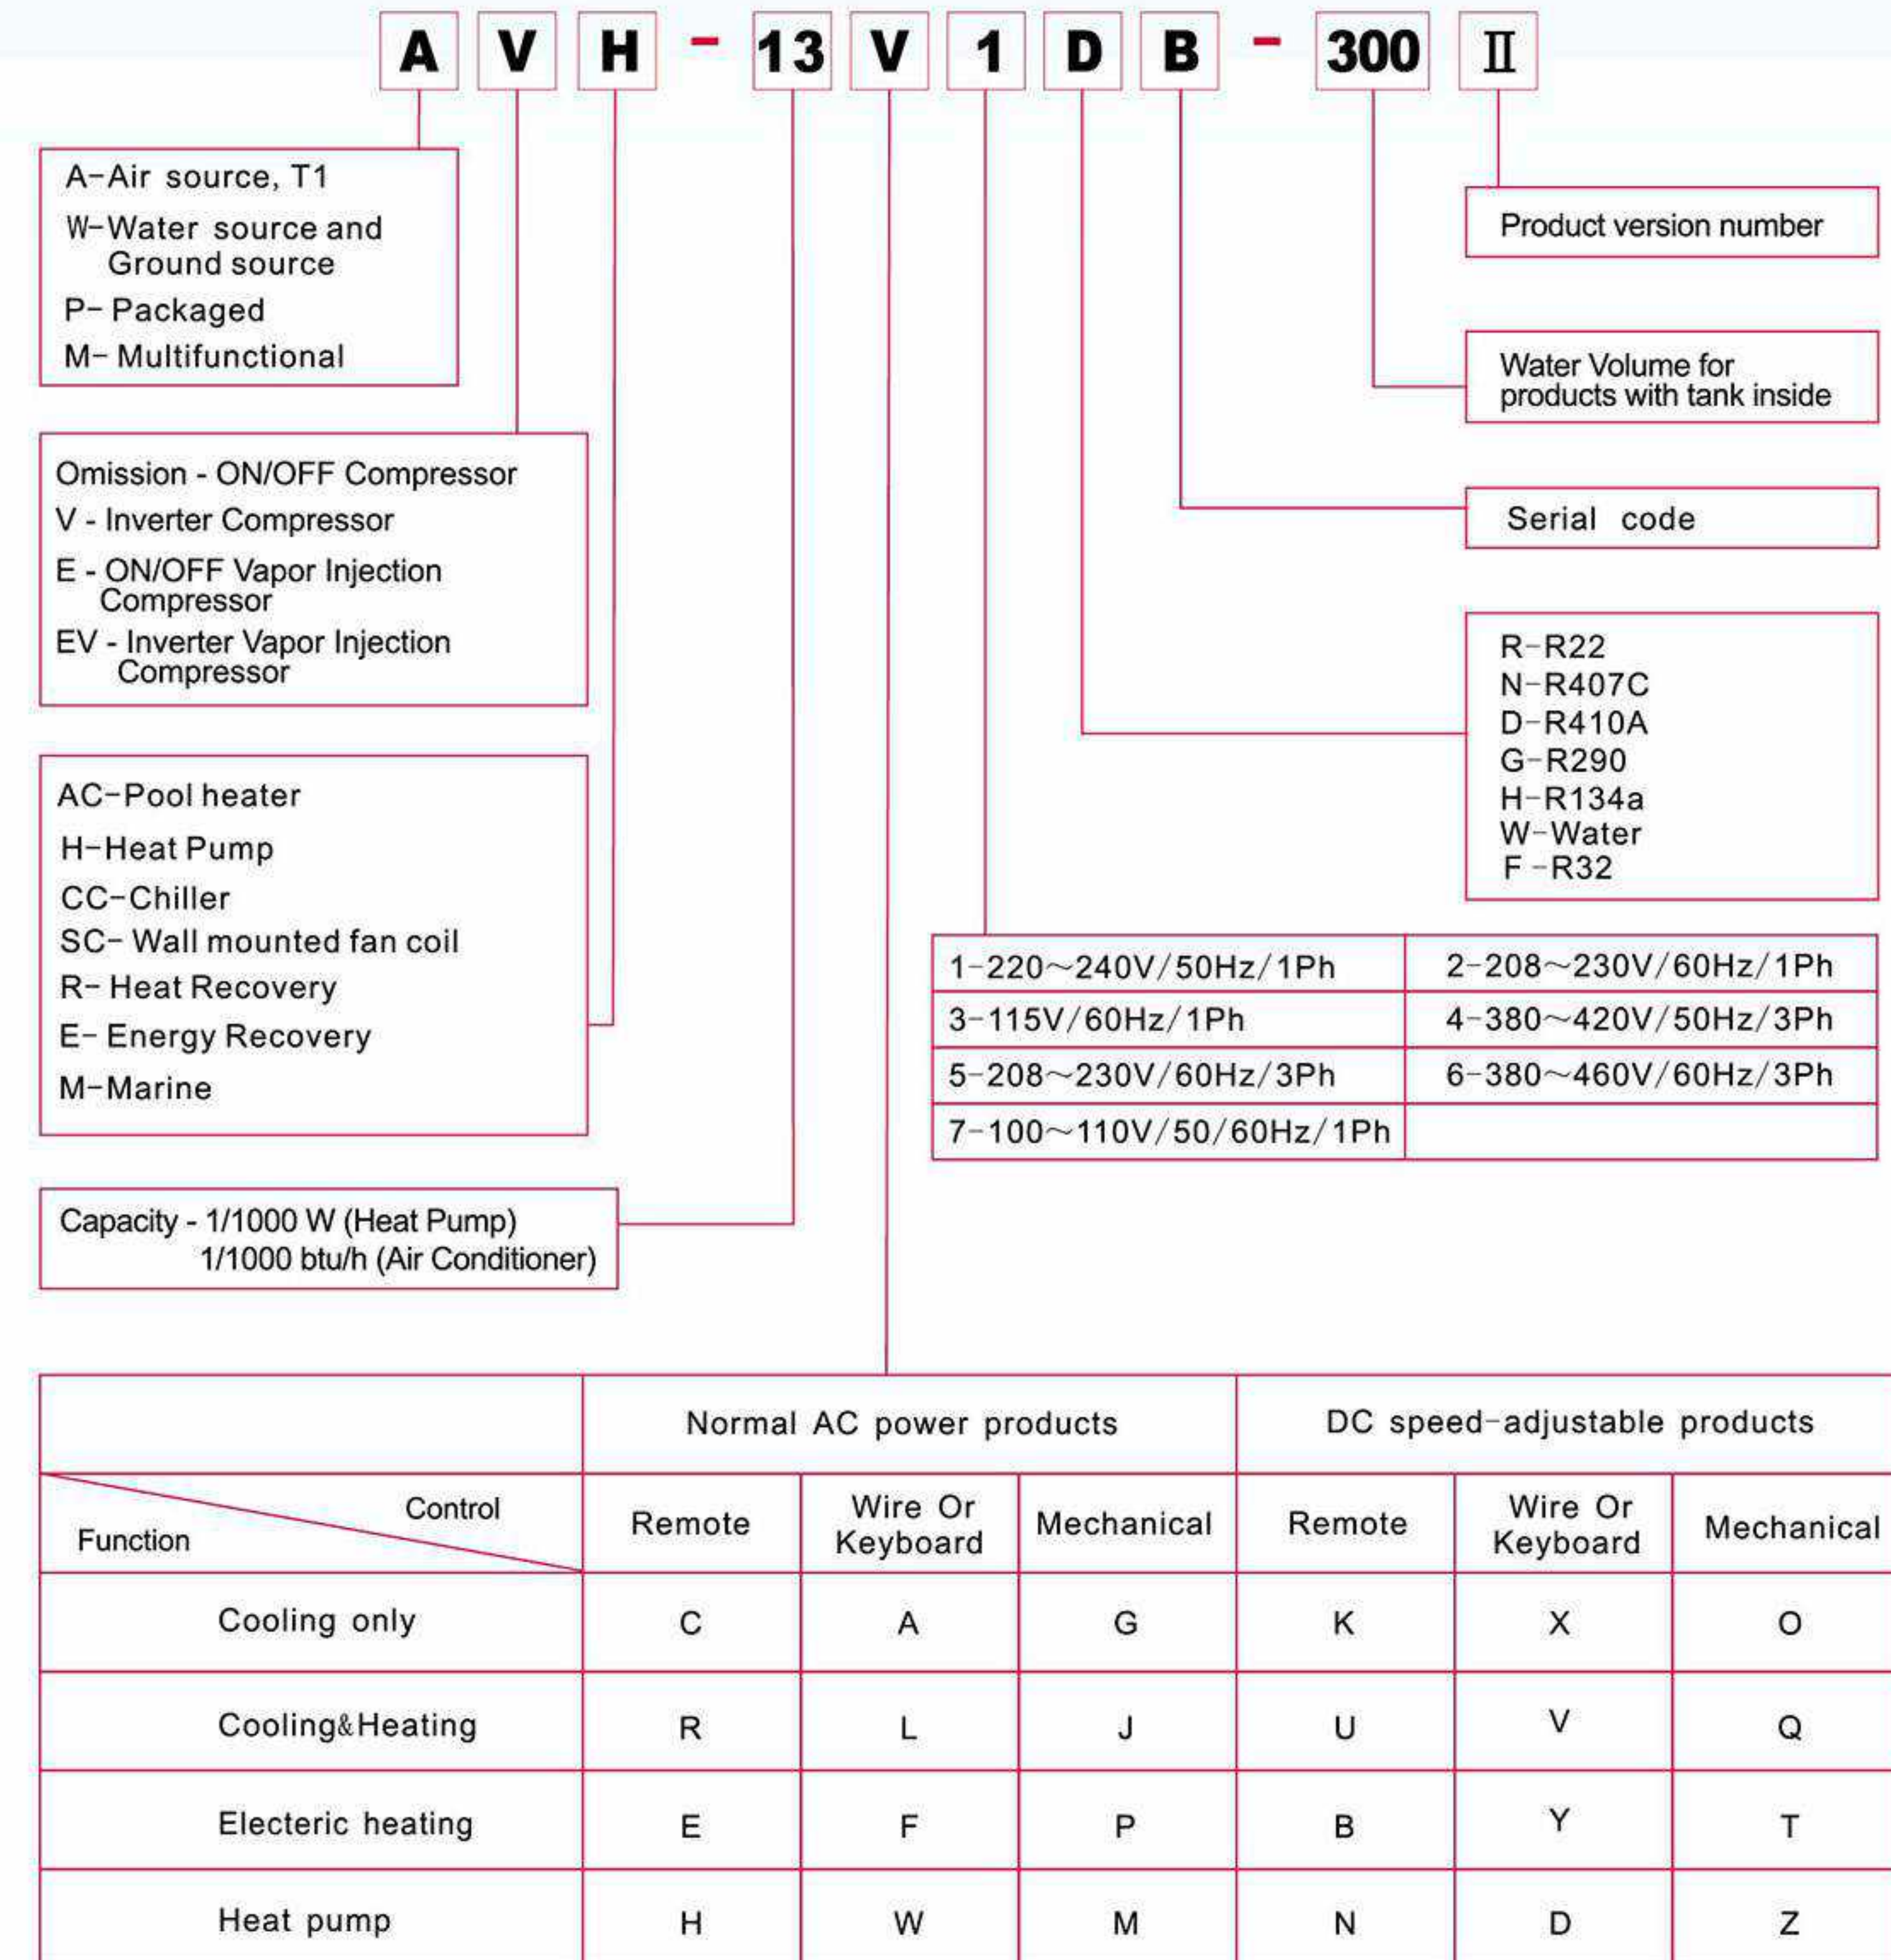 A V H - 13 V 1 D B - 300 II
A-Air source, T1
W-Water source and
Ground source
P- Packaged
M- Multifunctional
Omission - ON/OFF Compressor
V - Inverter Compressor
E - ON/OFF Vapor Injection
Compressor
EV - Inverter Vapor Injection
Compressor
AC-Pool heater
H-Heat Pump
CC-Chiller
SC- Wall mounted fan coil
R- Heat Recovery
E- Energy Recovery
M-Marine
Capacity - 1/1000 W (Heat Pump)
1/1000 btu/h (Air Conditioner)
Product version number
Water Volume for
products with tank inside
Serial code
R-R22
N-R407C
D-R410A
G-R290
H-R134a
W-Water
F -R32
1-220~240V/50Hz/1Ph 2-208~230V/60Hz/1Ph
3-115V/60Hz/1Ph 4-380~420V/50Hz/3Ph
5-208~230V/60Hz/3Ph 6-380~460V/60Hz/3Ph
7-100~110V/50/60Hz/1Ph
Normal AC power products DC speed-adjustable products
Control
Function
Remote
Wire Or
Keyboard
Mechanical
Remote
Wire Or
Keyboard
Mechanical
Cooling only C A G K X O
Cooling&Heating R L J U V Q
Electeric heating E F P B Y T
Heat pump H W M N D Z